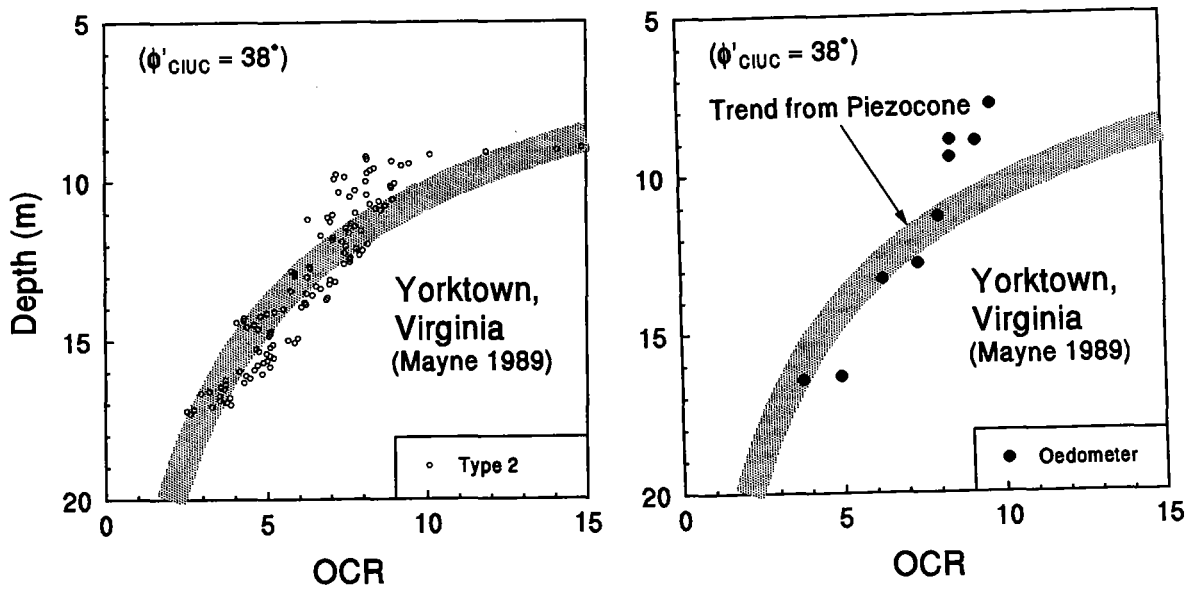 5
10
15
20
Depth (m)
(ϕ'CIUC = 38°)
Yorktown,
Virginia
(Mayne 1989)
Type 2
0 5 10 15
OCR
5
10
15
20
(ϕ'CIUC = 38°)
Trend from Piezocone
Yorktown,
Virginia
(Mayne 1989)
Oedometer
0 5 10 15
OCR